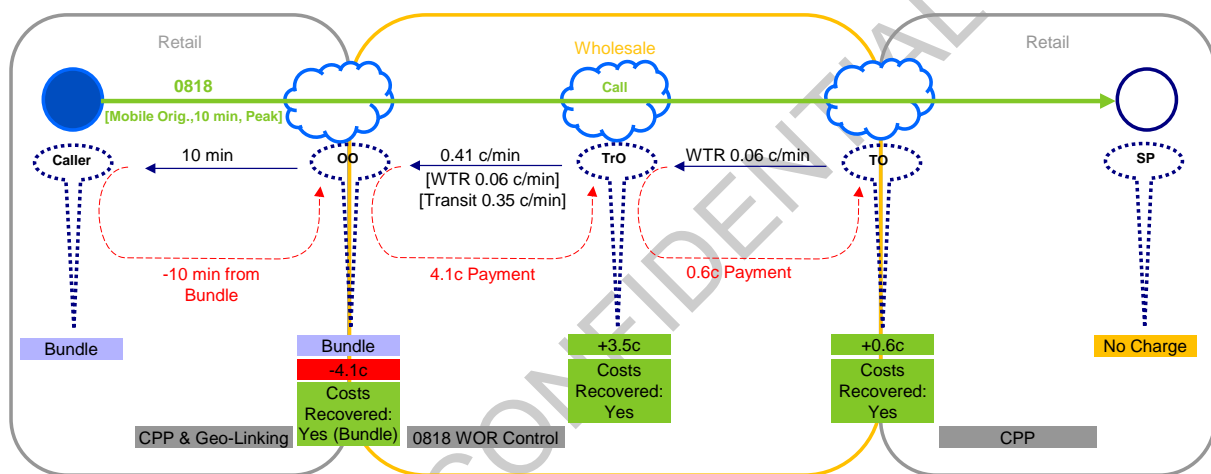 Retail
Wholesale
Retail
0818
Call
[Mobile Orig.,10 min, Peak]
Caller
10 min
OO
0.41 c/min
[WTR 0.06 c/min]
[Transit 0.35 c/min]
TrO
WTR 0.06 c/min
TO
SP
-10 min from
Bundle
4.1c Payment
0.6c Payment
Bundle
Bundle
-4.1c
Costs
Recovered:
Yes (Bundle)
+3.5c
Costs
Recovered:
Yes
+0.6c
Costs
Recovered:
Yes
No Charge
CPP & Geo-Linking
0818 WOR Control
CPP
CONFIDENTIAL